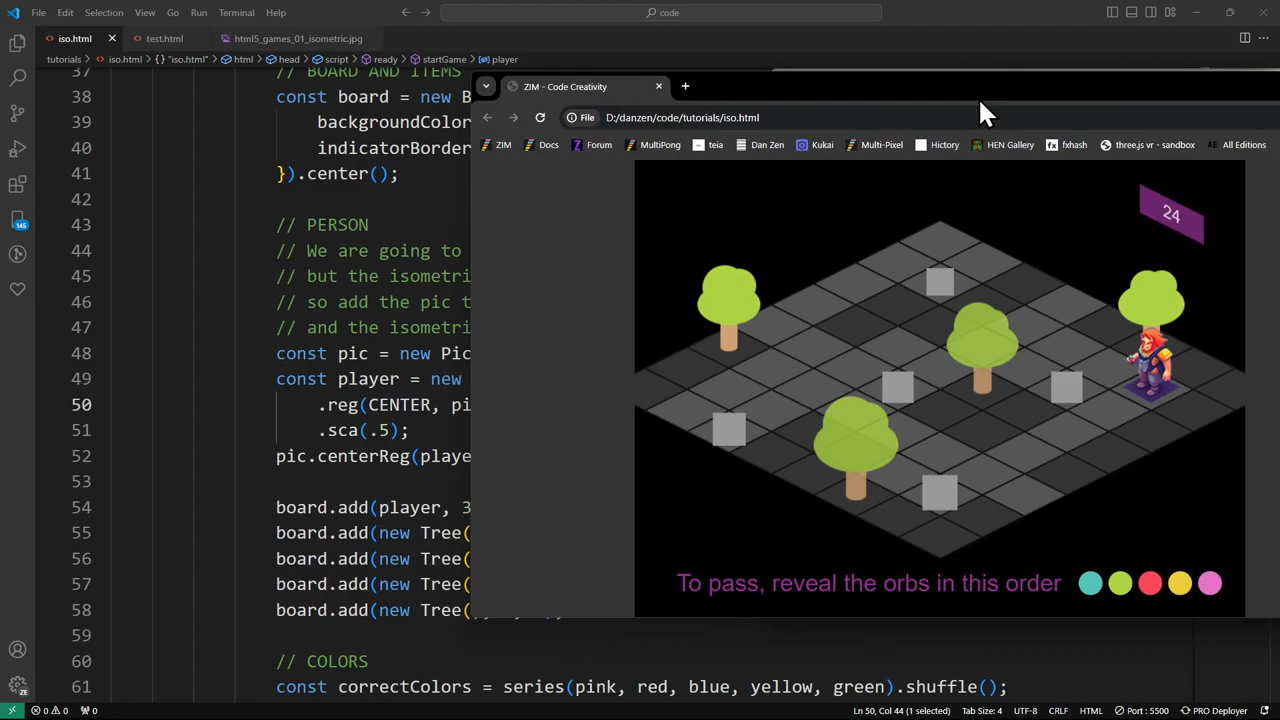 File Edit Selection View Go Run Terminal Help
code
iso.html
test.html
html5_games_01_isometric.jpg
tutorials > iso.html > {} "iso.html" > html > head > script > ready > startGame > player
37 // BOARD AND ITEMS
38 const board = new B
39 backgroundColor
40 indicatorBorder
41 }).center();
42
43 // PERSON
44 // We are going to
45 // but the isometri
46 // so add the pic t
47 // and the isometri
48 const pic = new Pic
49 const player = new
50 .reg(CENTER, pi
51 .sca(.5);
52 pic.centerReg(playe
53
54 board.add(player, 3
55 board.add(new Tree(
56 board.add(new Tree(
57 board.add(new Tree(
58 board.add(new Tree(
59
60 // COLORS
61 const correctColors = series(pink, red, blue, yellow, green).shuffle();
ZIM - Code Creativity
File D:/danzen/code/tutorials/iso.html
ZIM Docs Forum MultiPong teia Dan Zen Kukai Multi-Pixel Hictory HEN Gallery fxhash three.js vr - sandbox AE All Editions
24
To pass, reveal the orbs in this order
145
ZE
0 0 0
Ln 50, Col 44 (1 selected) Tab Size: 4 UTF-8 CRLF HTML Port : 5500 PRO Deployer